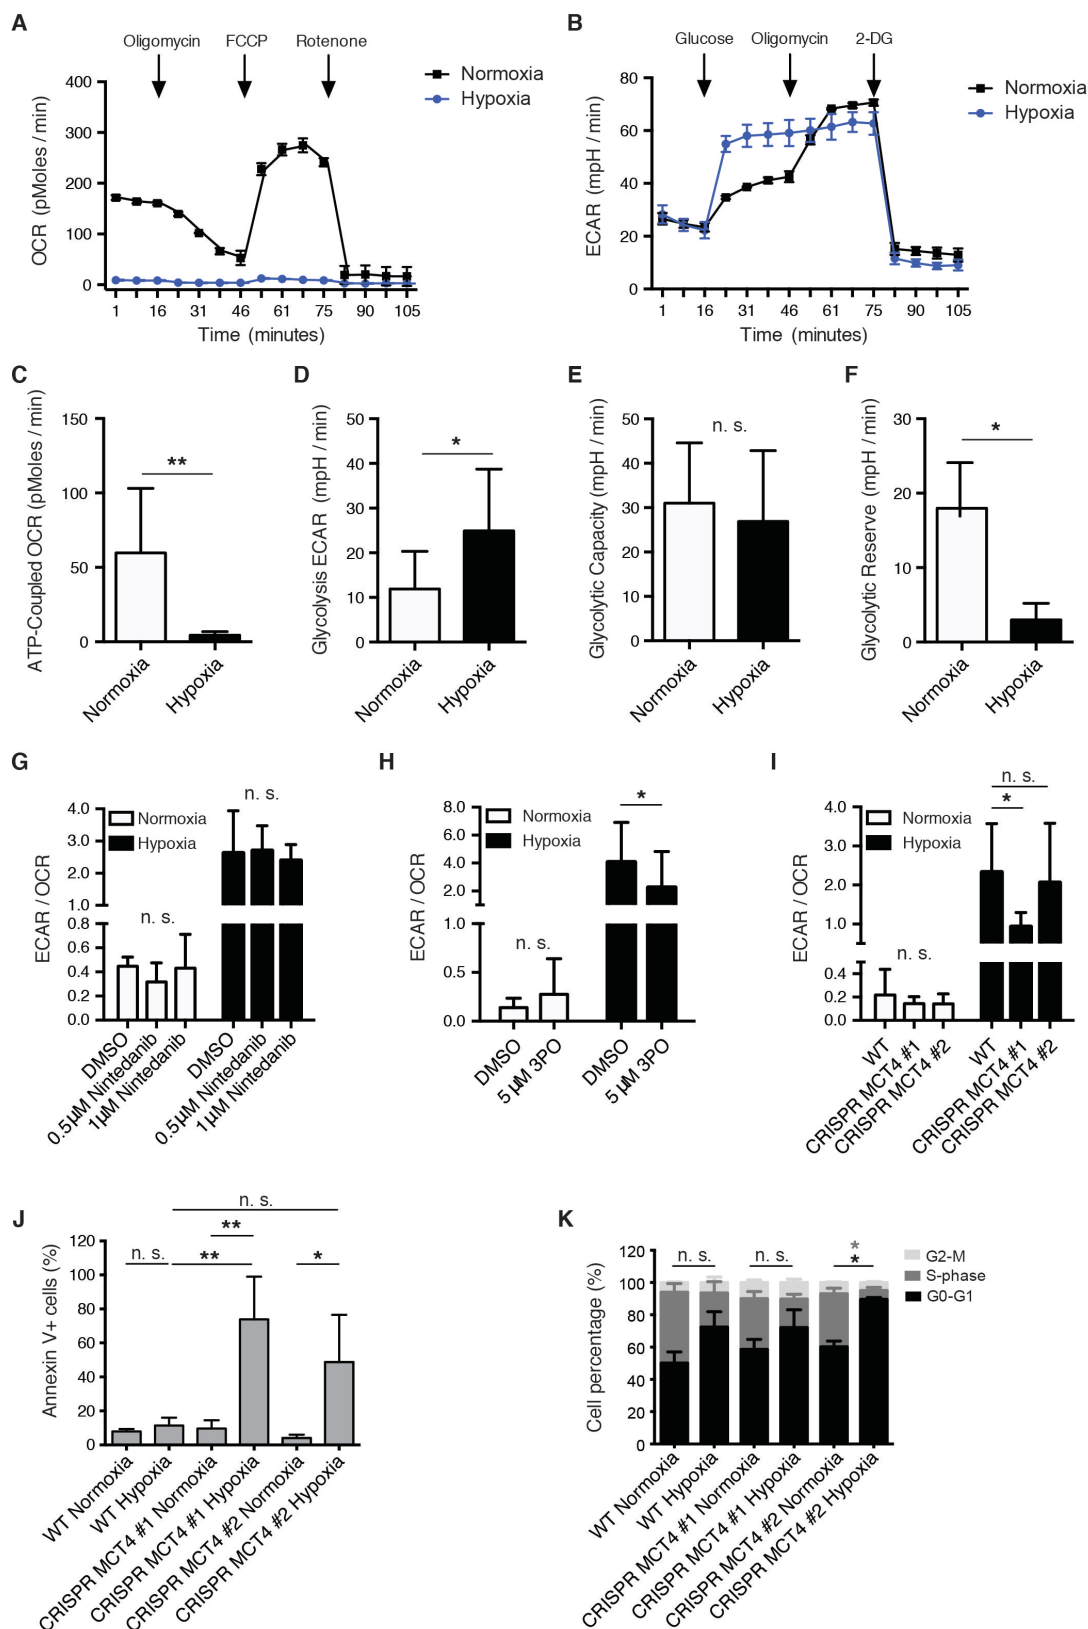 A
Oligomycin FCCP Rotenone
Normoxia
Hypoxia
OCR (pMoles / min)
400
300
200
100
0
1 16 31 46 61 75 90 105
Time (minutes)
B
Glucose Oligomycin 2-DG
Normoxia
Hypoxia
ECAR (mpH / min)
80
60
40
20
0
1 16 31 46 61 75 90 105
Time (minutes)
C
ATP-Coupled OCR (pMoles / min)
150
100
50
0
**
Normoxia
Hypoxia
D
Glycolysis ECAR (mpH / min)
50
40
30
20
10
0
*
Normoxia
Hypoxia
E
Glycolytic Capacity (mpH / min)
50
40
30
20
10
0
n. s.
Normoxia
Hypoxia
F
Glycolytic Reserve (mpH / min)
30
20
10
0
*
Normoxia
Hypoxia
G
ECAR / OCR
4.0
3.0
2.0
1.0
0.8
0.6
0.4
0.2
0.0
Normoxia
Hypoxia
n. s.
n. s.
DMSO
0.5µM Nintedanib
1µM Nintedanib
DMSO
0.5µM Nintedanib
1µM Nintedanib
H
ECAR / OCR
8.0
6.0
4.0
2.0
1.0
0.5
0.0
Normoxia
Hypoxia
n. s.
*
DMSO
5 µM 3PO
DMSO
5 µM 3PO
I
ECAR / OCR
4.0
3.0
2.0
1.0
0.4
0.2
0.0
Normoxia
Hypoxia
n. s.
n. s.
*
WT
CRISPR MCT4 #1
CRISPR MCT4 #2
WT
CRISPR MCT4 #1
CRISPR MCT4 #2
J
Annexin V+ cells (%)
120
100
80
60
40
20
0
n. s.
**
n. s.
**
*
WT Normoxia
WT Hypoxia
CRISPR MCT4 #1 Normoxia
CRISPR MCT4 #1 Hypoxia
CRISPR MCT4 #2 Normoxia
CRISPR MCT4 #2 Hypoxia
K
Cell percentage (%)
120
100
80
60
40
20
0
n. s.
n. s.
*
*
G2-M
S-phase
G0-G1
WT Normoxia
WT Hypoxia
CRISPR MCT4 #1 Normoxia
CRISPR MCT4 #1 Hypoxia
CRISPR MCT4 #2 Normoxia
CRISPR MCT4 #2 Hypoxia